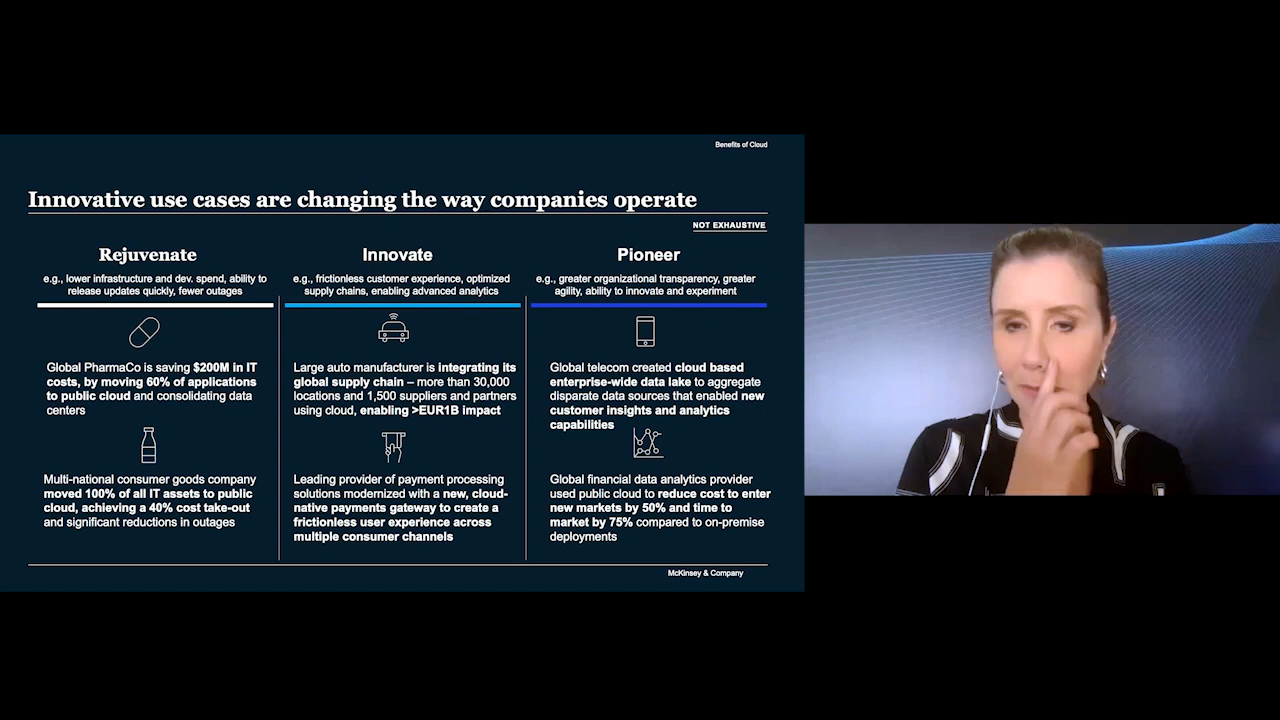 Benefits of Cloud
Innovative use cases are changing the way companies operate
NOT EXHAUSTIVE
Rejuvenate
e.g., lower infrastructure and dev. spend, ability to
release updates quickly, fewer outages
Global PharmaCo is saving $200M in IT
costs, by moving 60% of applications
to public cloud and consolidating data
centers
Multi-national consumer goods company
moved 100% of all IT assets to public
cloud, achieving a 40% cost take-out
and significant reductions in outages
Innovate
e.g., frictionless customer experience, optimized
supply chains, enabling advanced analytics
Large auto manufacturer is integrating its
global supply chain – more than 30,000
locations and 1,500 suppliers and partners
using cloud, enabling >EUR1B impact
Leading provider of payment processing
solutions modernized with a new, cloud-
native payments gateway to create a
frictionless user experience across
multiple consumer channels
Pioneer
e.g., greater organizational transparency, greater
agility, ability to innovate and experiment
Global telecom created cloud based
enterprise-wide data lake to aggregate
disparate data sources that enabled new
customer insights and analytics
capabilities
Global financial data analytics provider
used public cloud to reduce cost to enter
new markets by 50% and time to
market by 75% compared to on-premise
deployments
McKinsey & Company